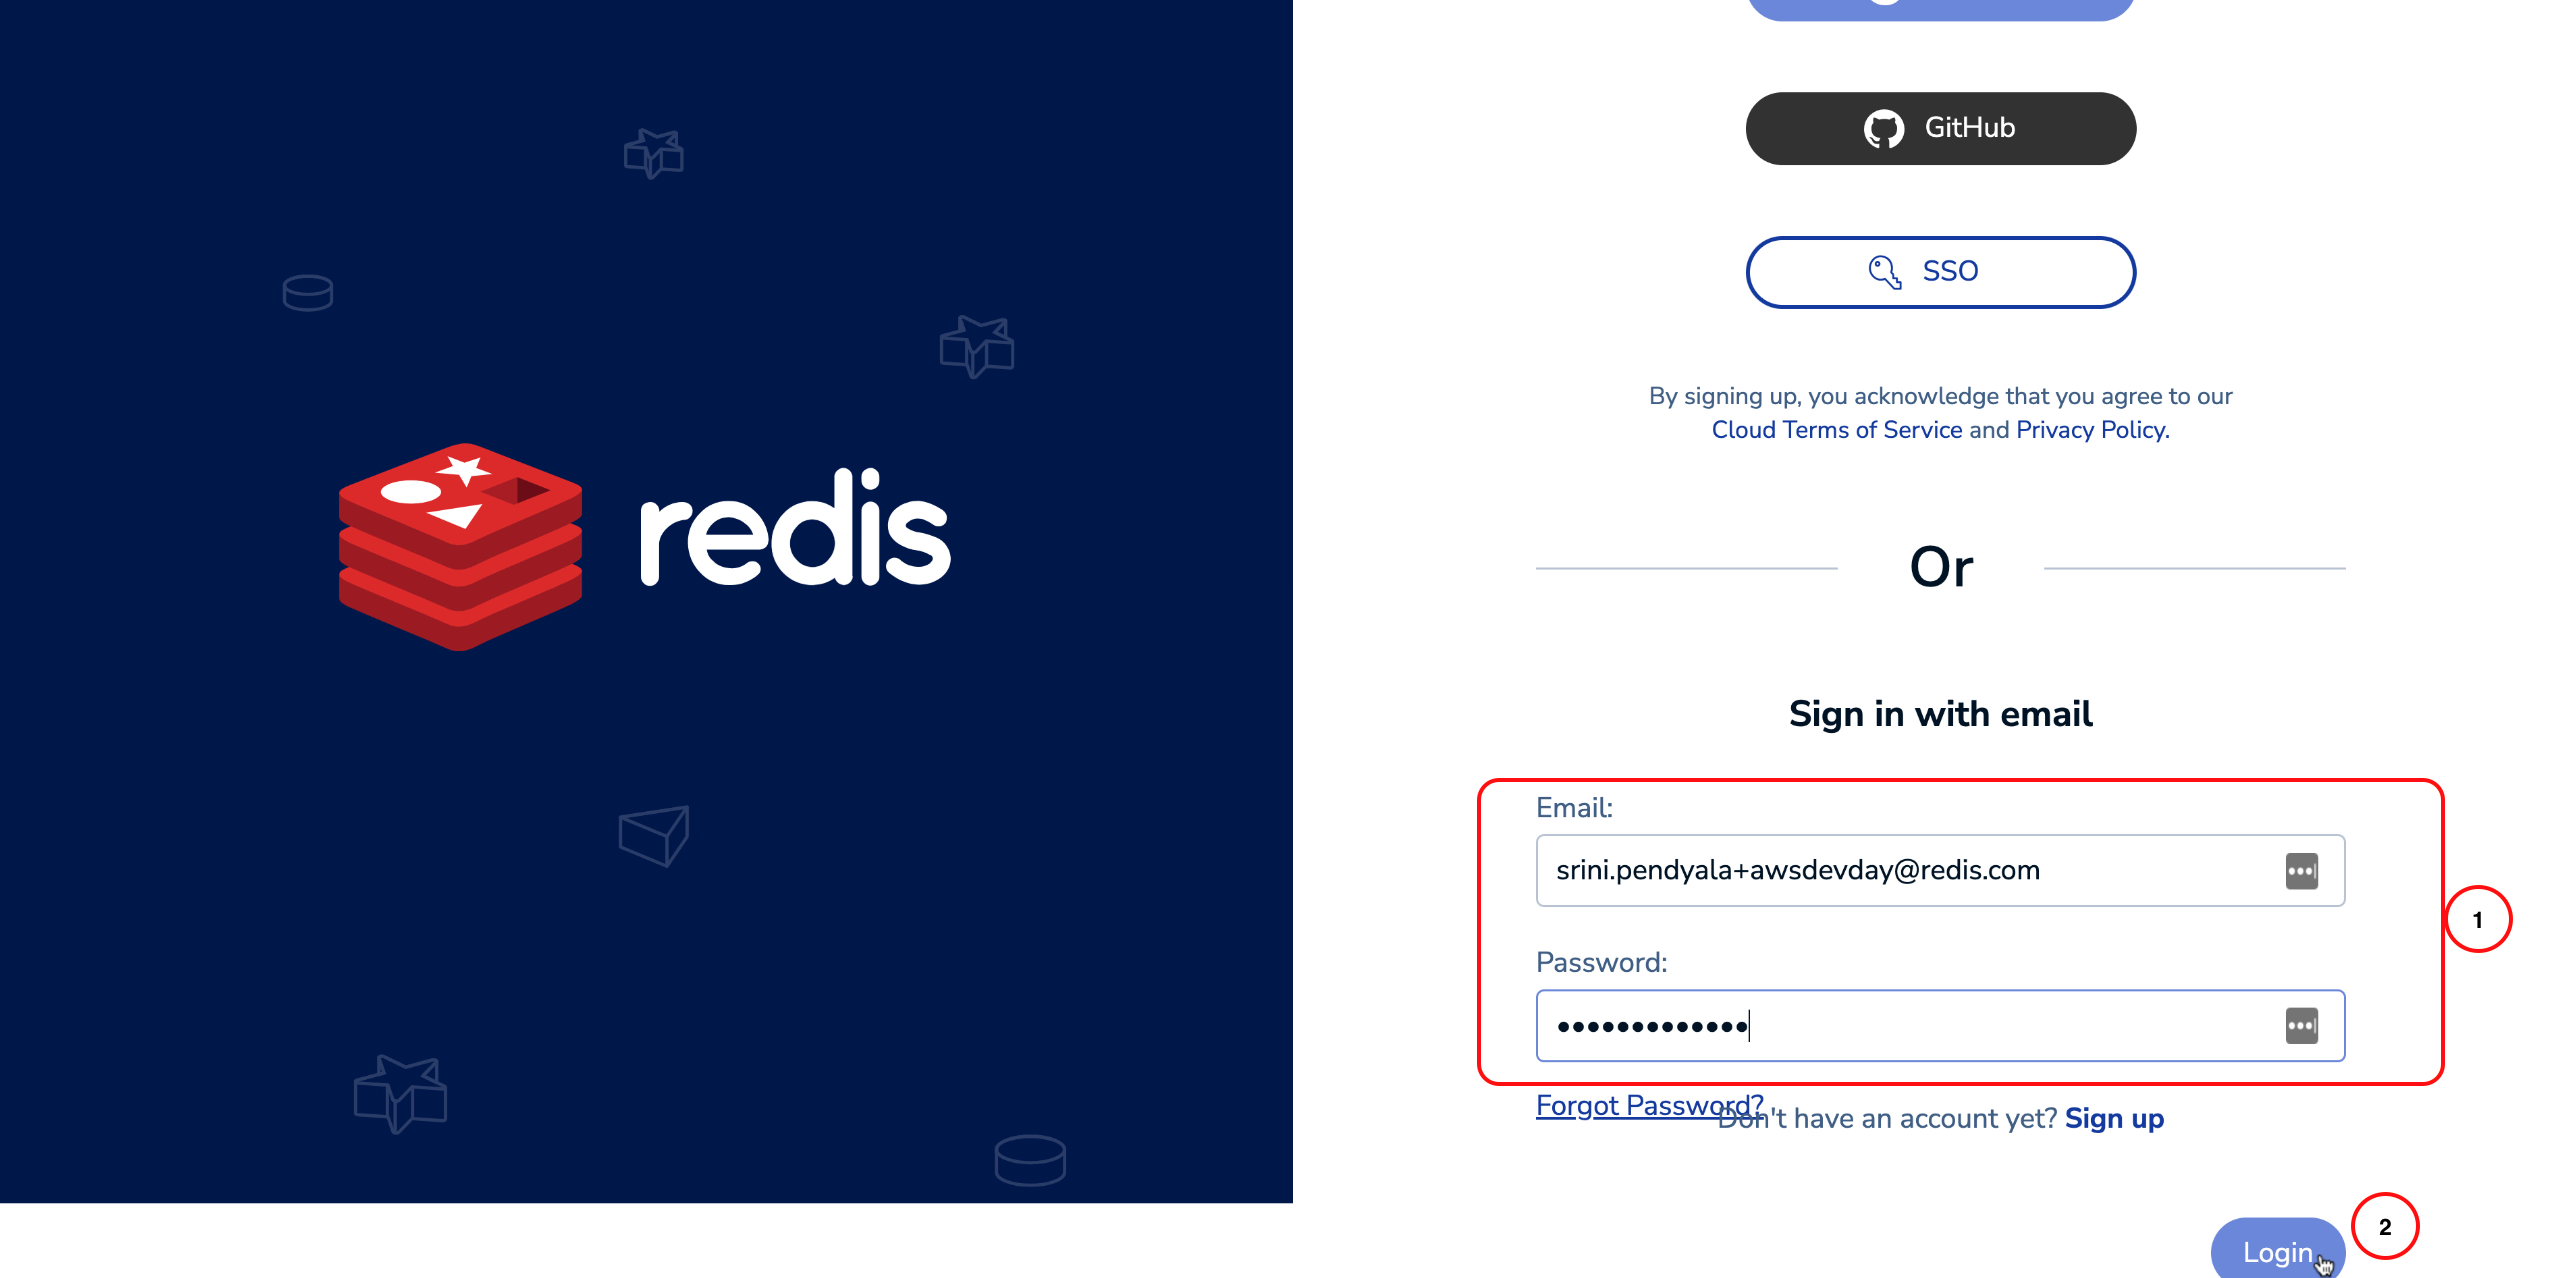 redis
GitHub
SSO
By signing up, you acknowledge that you agree to our
Cloud Terms of Service and Privacy Policy.
Or
Sign in with email
Email:
srini.pendyala+awsdevday@redis.com
1
Password:
•••••••••••••
Forgot Password?
Don't have an account yet? Sign up
2
Login